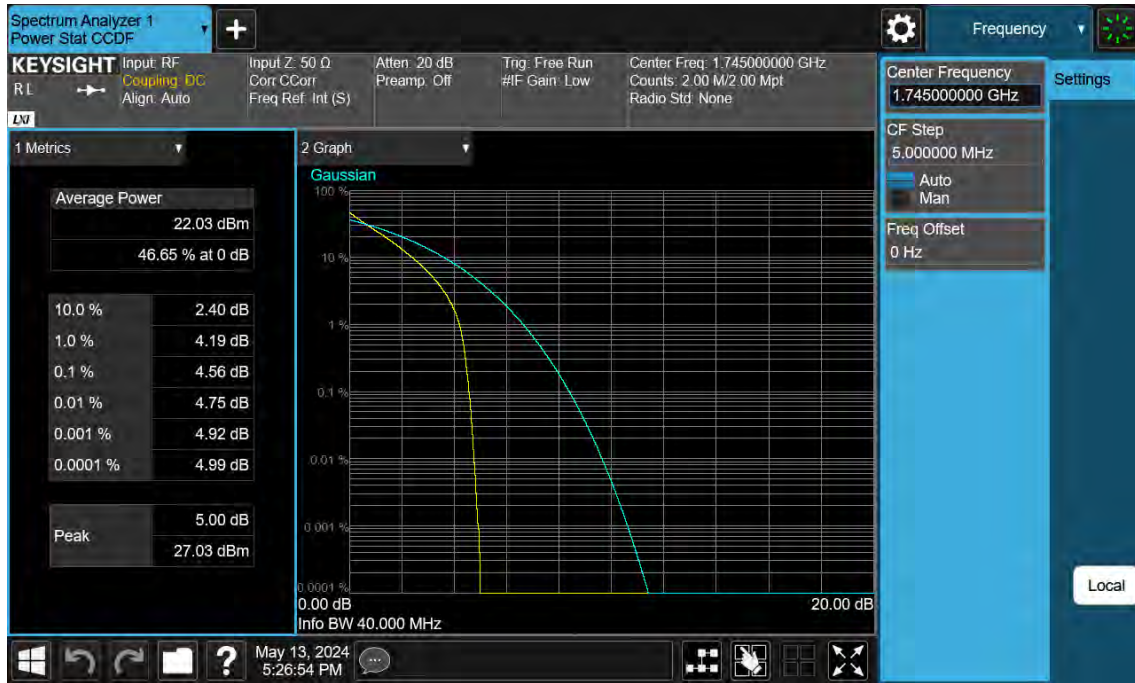 Spectrum Analyzer 1
Power Stat CCDF
Frequency
KEYSIGHT
R L
LXI
Input: RF
Coupling: DC
Align: Auto
Input Z: 50 Ω
Corr CCorr
Freq Ref: Int (S)
Atten: 20 dB
Preamp: Off
Trig: Free Run
#IF Gain: Low
Center Freq: 1.745000000 GHz
Counts: 2.00 M/2.00 Mpt
Radio Std: None
Center Frequency
1.745000000 GHz
Settings
CF Step
5.000000 MHz
Auto
Man
Freq Offset
0 Hz
1 Metrics
Average Power
22.03 dBm
46.65 % at 0 dB
10.0 % 2.40 dB
1.0 % 4.19 dB
0.1 % 4.56 dB
0.01 % 4.75 dB
0.001 % 4.92 dB
0.0001 % 4.99 dB
Peak
5.00 dB
27.03 dBm
2 Graph
Gaussian
100 %
10 %
1 %
0.1 %
0.01 %
0.001 %
0.0001 %
0.00 dB 20.00 dB
Info BW 40.000 MHz
Local
?
May 13, 2024
5:26:54 PM